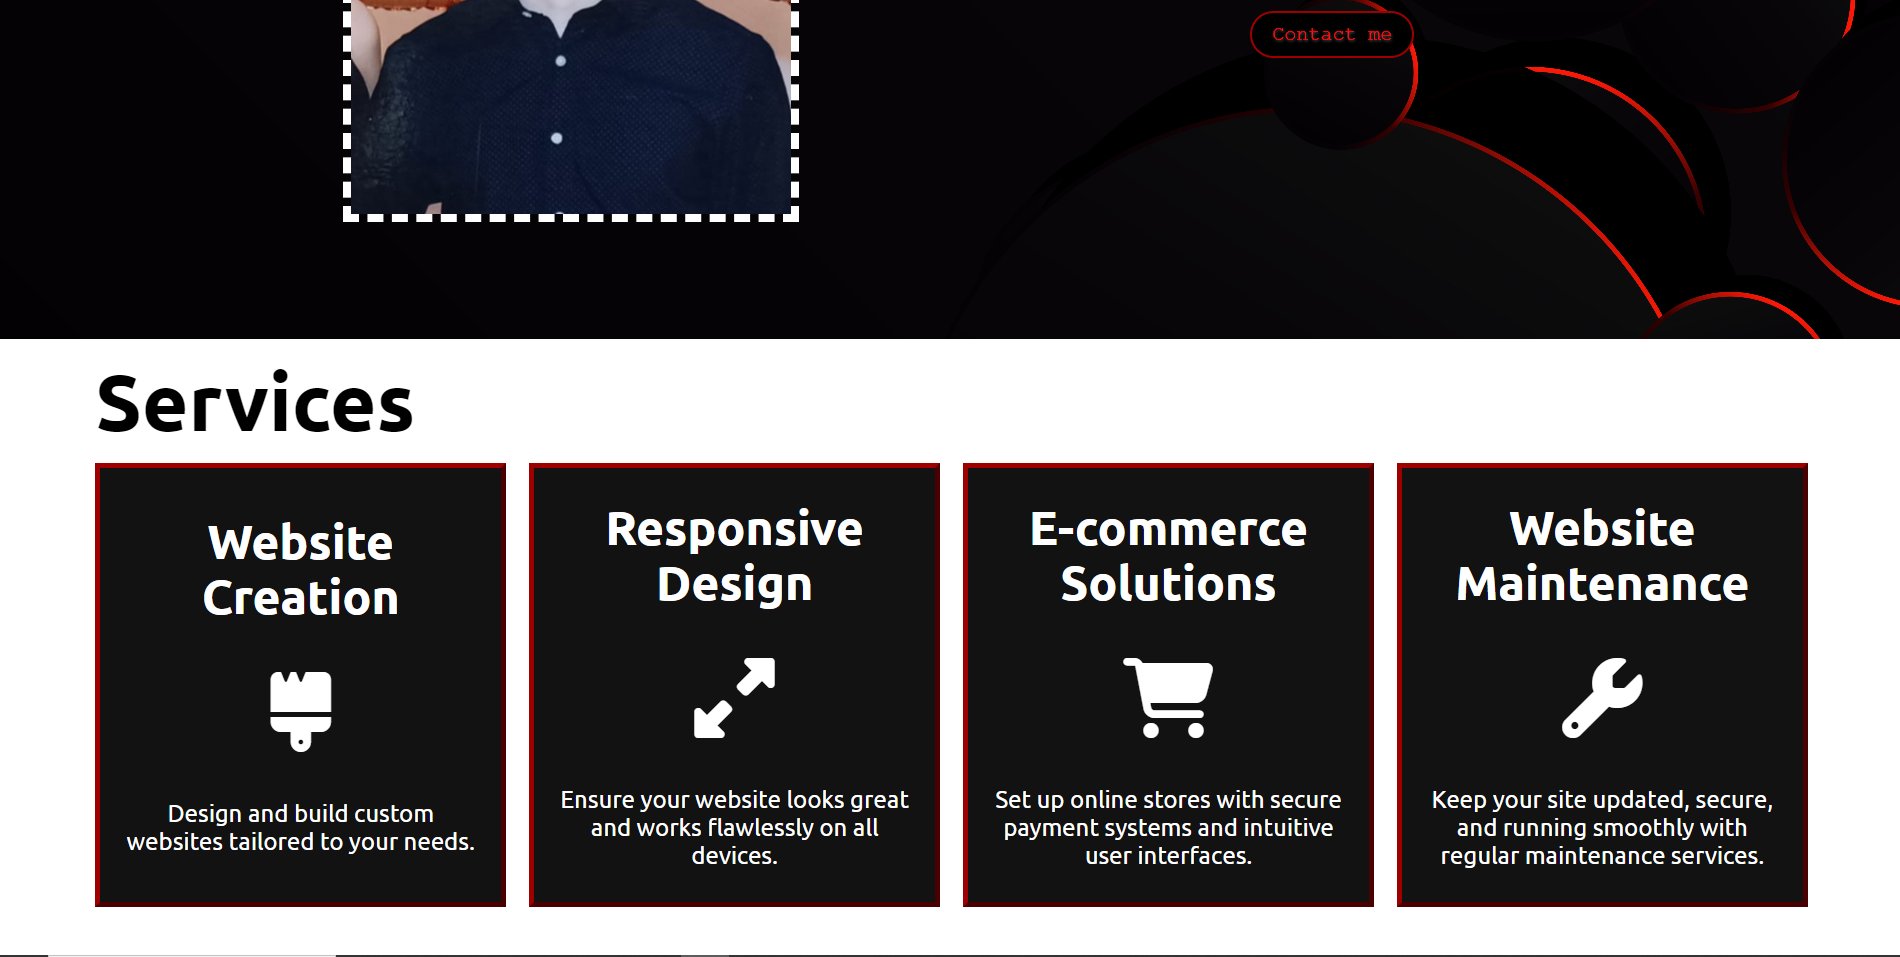 Contact me
Services
Website
Creation
Design and build custom
websites tailored to your needs.
Responsive
Design
Ensure your website looks great
and works flawlessly on all
devices.
E-commerce
Solutions
Set up online stores with secure
payment systems and intuitive
user interfaces.
Website
Maintenance
Keep your site updated, secure,
and running smoothly with
regular maintenance services.